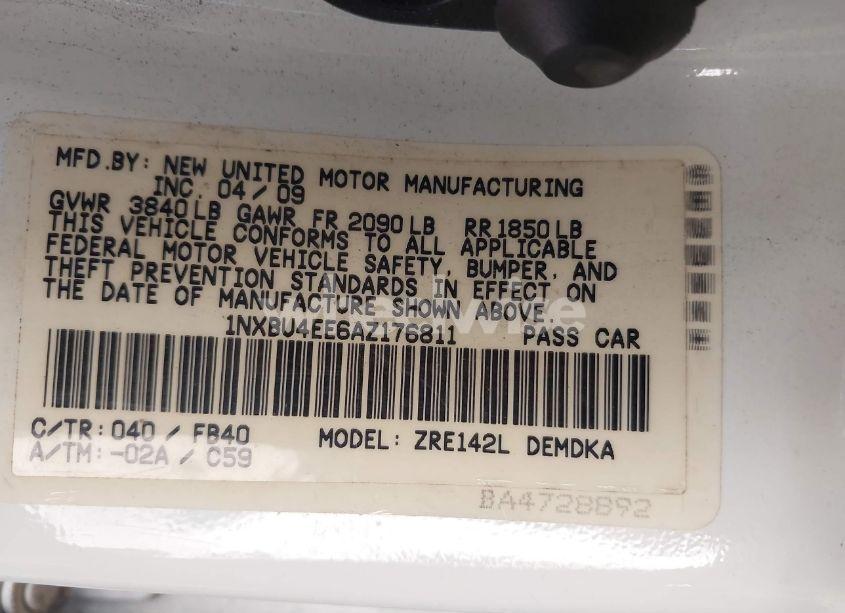 MFD.BY: NEW UNITED MOTOR MANUFACTURING
INC. 04/09
GVWR 3840LB GAWR FR 2090LB RR 1850LB
THIS VEHICLE CONFORMS TO ALL APPLICABLE
FEDERAL MOTOR VEHICLE SAFETY, BUMPER, AND
THEFT PREVENTION STANDARDS IN EFFECT ON
THE DATE OF MANUFACTURE SHOWN ABOVE.
1NXBU4EE6AZ176811 PASS CAR
C/TR: 040 / FB40 MODEL: ZRE142L DEMDKA
A/TM: -02A / C59
BA4728892